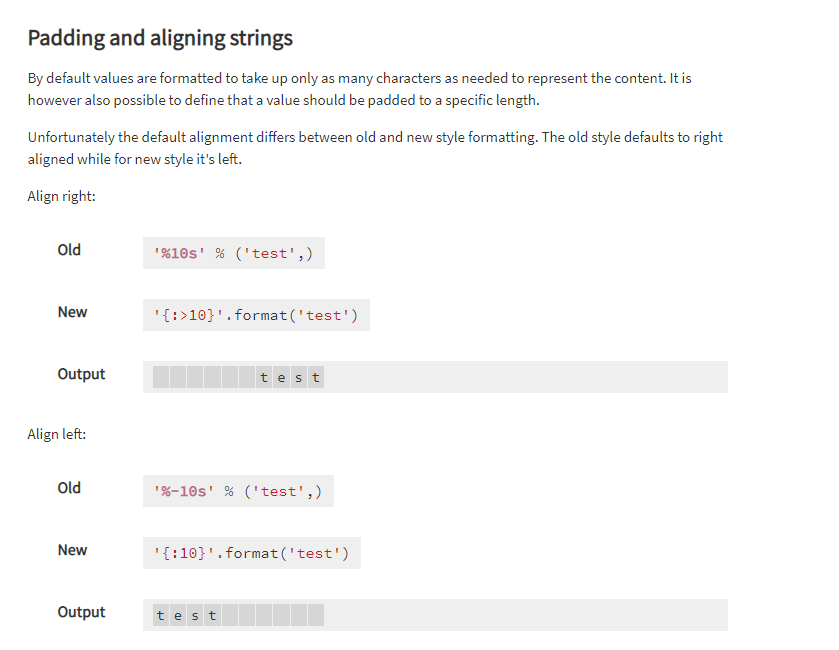 Padding and aligning strings
By default values are formatted to take up only as many characters as needed to represent the content. It is
however also possible to define that a value should be padded to a specific length.
Unfortunately the default alignment differs between old and new style formatting. The old style defaults to right
aligned while for new style it's left.
Align right:
Old '%10s' % ('test',)
New '{:>10}'.format('test')
Output test
Align left:
Old '%-10s' % ('test',)
New '{:10}'.format('test')
Output test